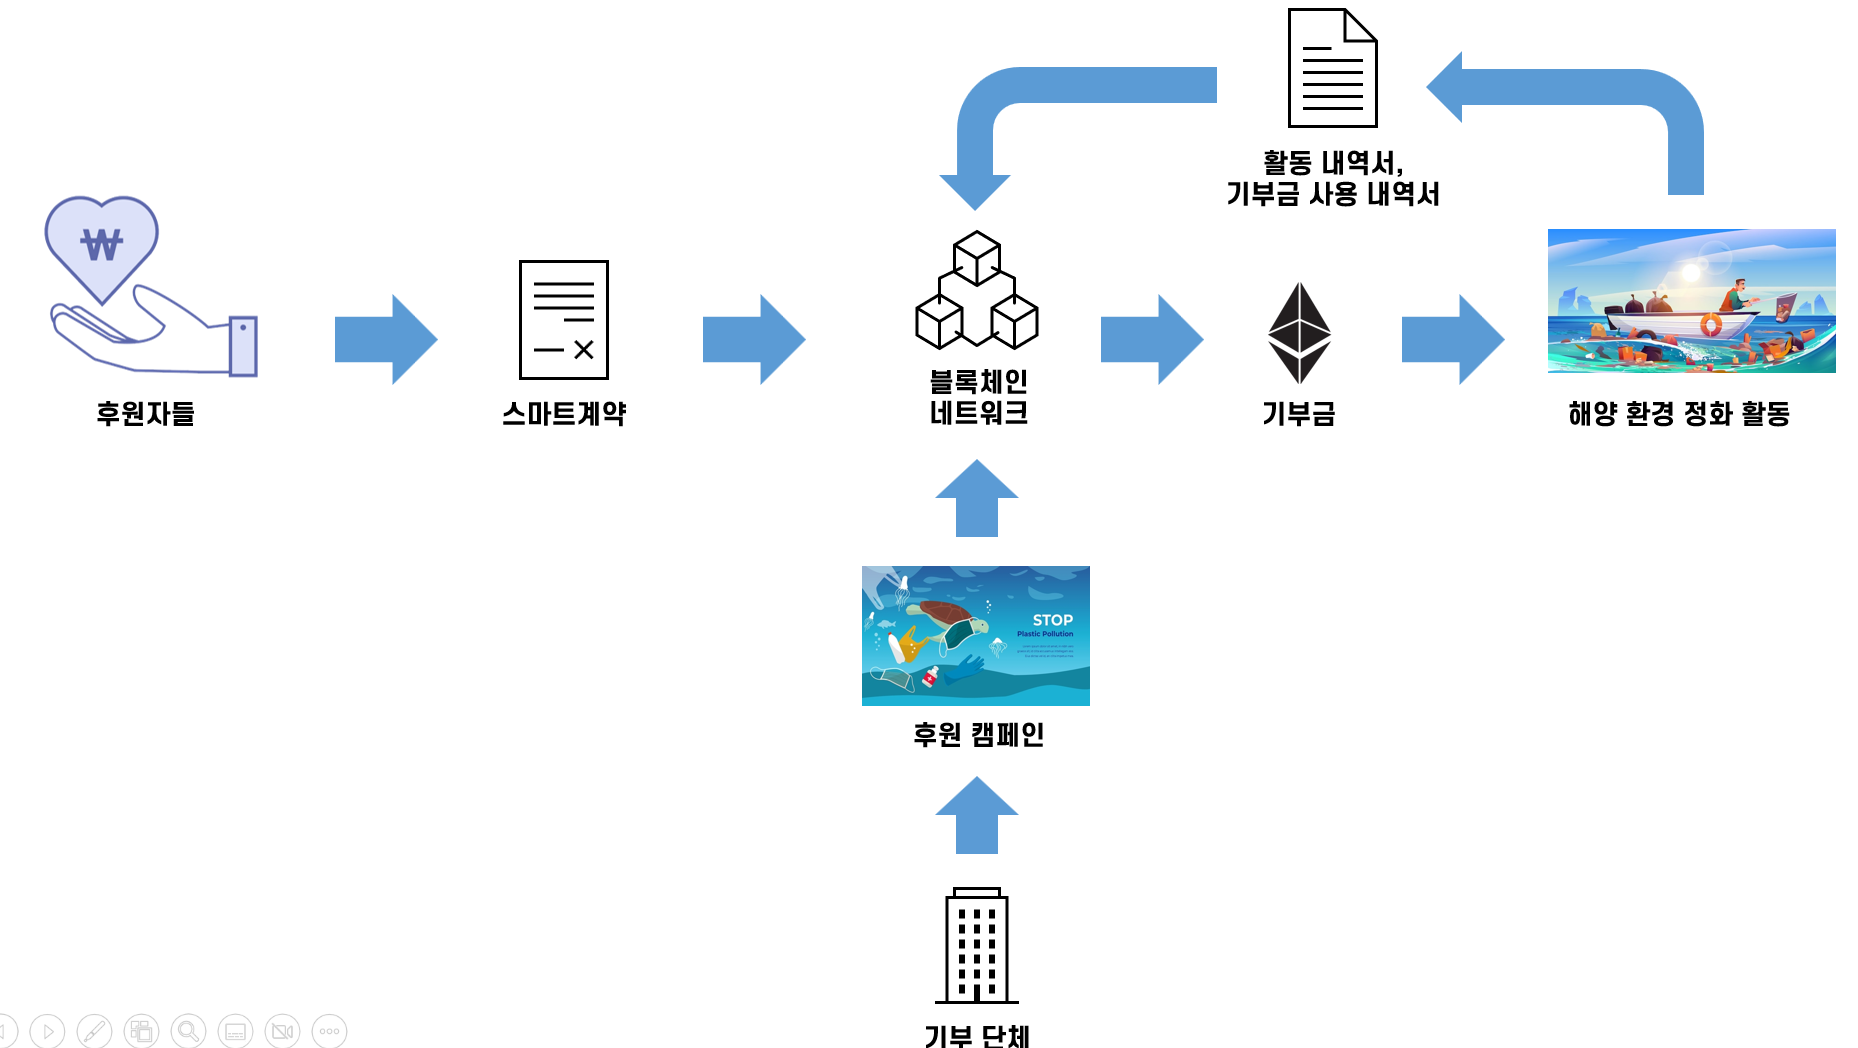 활동 내역서,
기부금 사용 내역서
₩
후원자들
스마트계약
블록체인
네트워크
기부금
해양 환경 정화 활동
STOP
Plastic Pollution
후원 캠페인
기부 단체